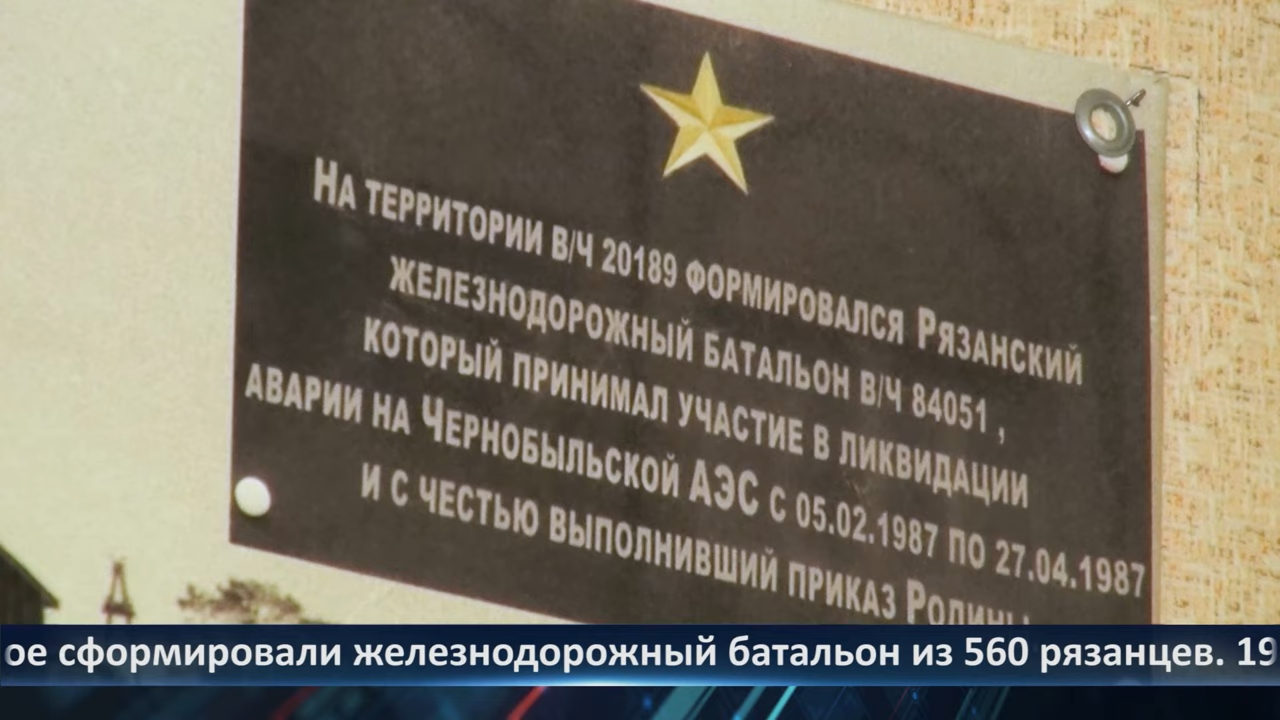 На территории в/ч 20189 формировался Рязанский
железнодорожный батальон в/ч 84051 ,
который принимал участие в ликвидации
аварии на Чернобыльской АЭС с 05.02.1987 по 27.04.1987
и с честью выполнивший приказ Родины
ое сформировали железнодорожный батальон из 560 рязанцев. 19